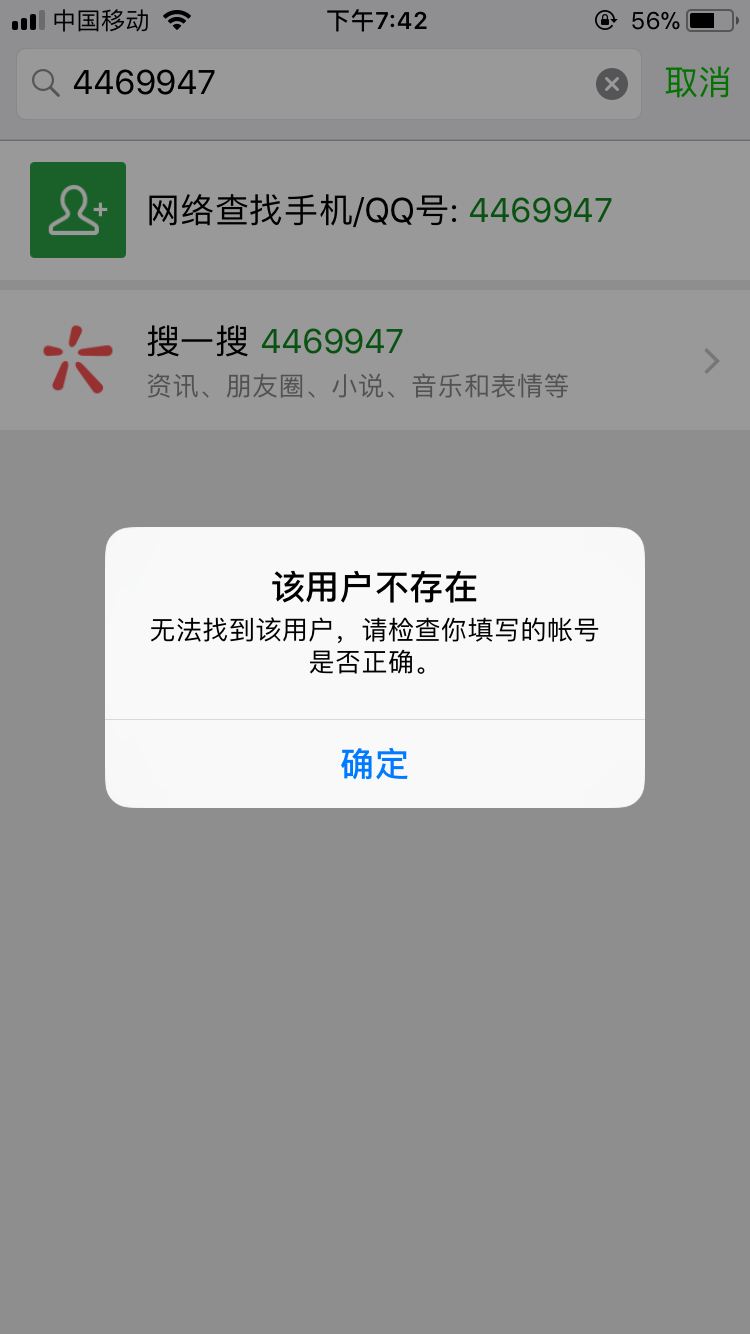 中国移动 下午7:42 56%
4469947 取消
网络查找手机/QQ号: 4469947
搜一搜 4469947
资讯、朋友圈、小说、音乐和表情等
该用户不存在
无法找到该用户，请检查你填写的帐号
是否正确。
确定